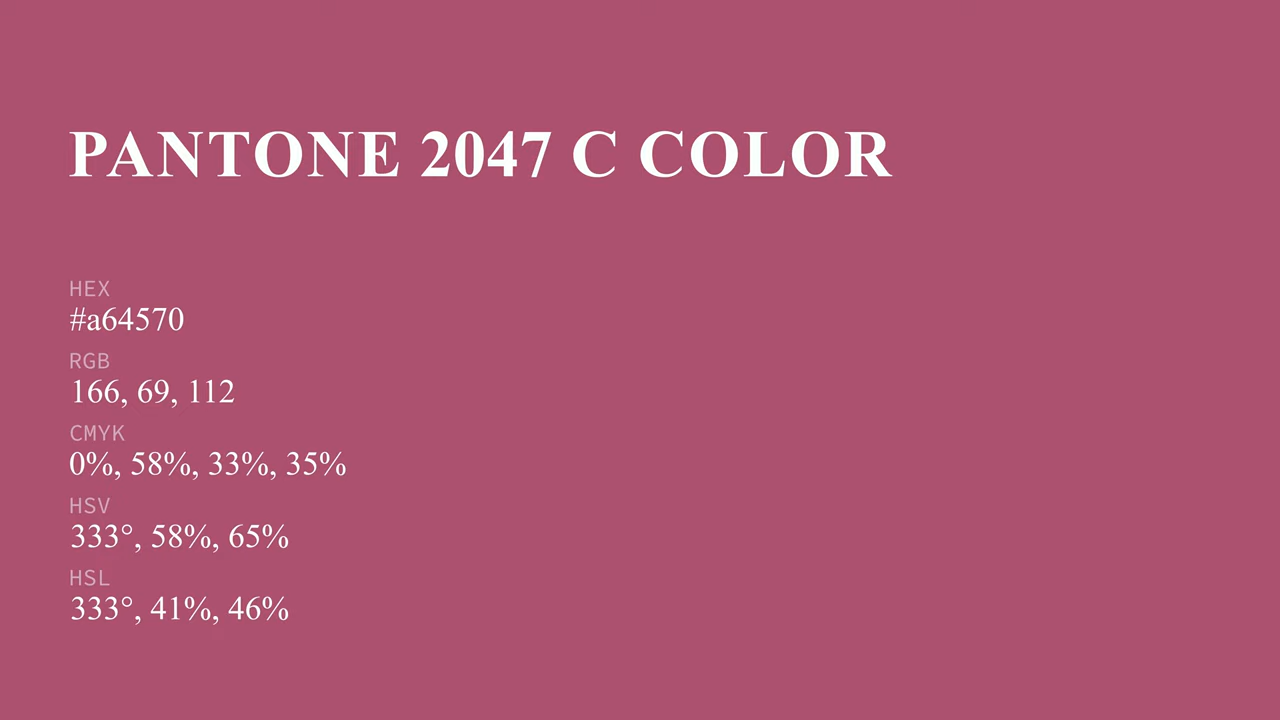 PANTONE 2047 C COLOR
HEX
#a64570
RGB
166, 69, 112
CMYK
0%, 58%, 33%, 35%
HSV
333°, 58%, 65%
HSL
333°, 41%, 46%